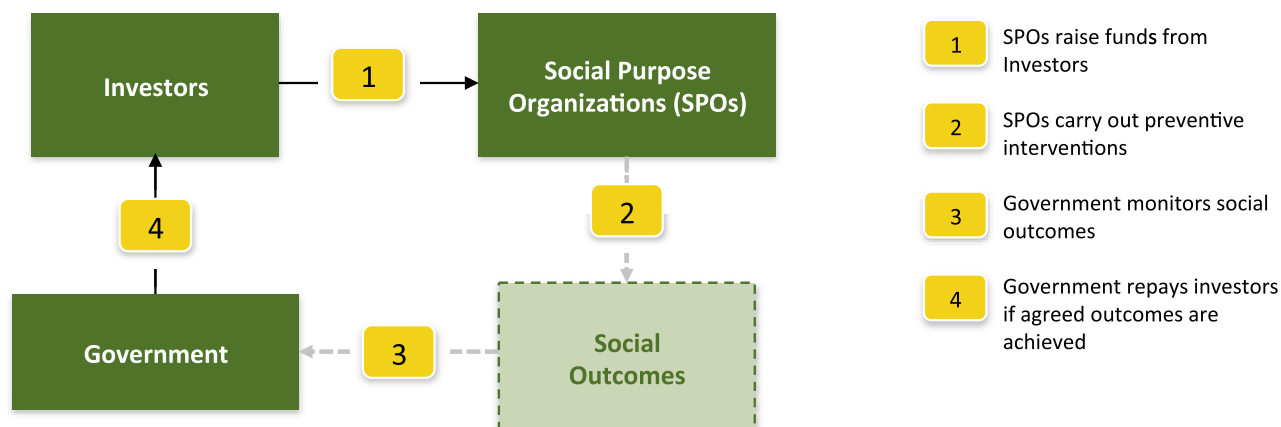 Investors
1
Social Purpose
Organizations (SPOs)
4
2
Government
3
Social
Outcomes
1
SPOs raise funds from
Investors
2
SPOs carry out preventive
interventions
3
Government monitors social
outcomes
4
Government repays investors
if agreed outcomes are
achieved